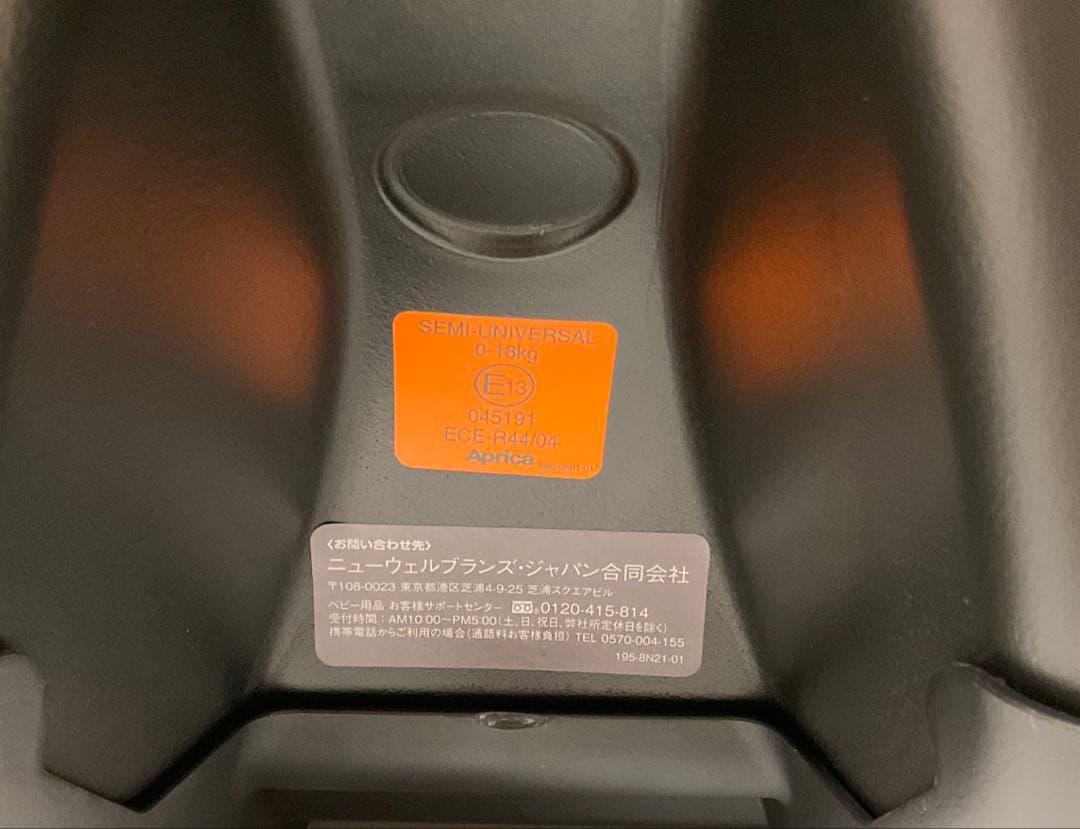 SEMI-UNIVERSAL
0-13kg
E13
045191
ECE-R44/04
Aprica
〈お問い合わせ先〉
ニューウェルブランズ・ジャパン合同会社
〒108-0023 東京都港区芝浦4-9-25 芝浦スクエアビル
ベビー用品 お客様サポートセンター 0120-415-814
受付時間:AM10:00〜PM5:00(土、日、祝日、弊社所定休日を除く)
携帯電話からご利用の場合(通話料お客様負担) TEL 0570-004-155
195-8N21-01